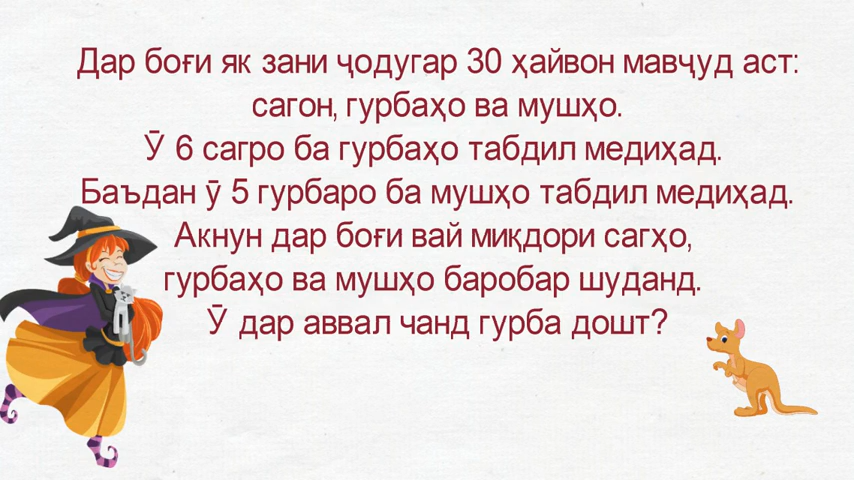 Дар боғи як зани ҷодугар 30 ҳайвон мавҷуд аст:
сагон, гурбаҳо ва мушҳо.
Ӯ 6 сагро ба гурбаҳо табдил медиҳад.
Баъдан ӯ 5 гурбаро ба мушҳо табдил медиҳад.
Акнун дар боғи вай миқдори сагҳо,
гурбаҳо ва мушҳо баробар шуданд.
Ӯ дар аввал чанд гурба дошт?